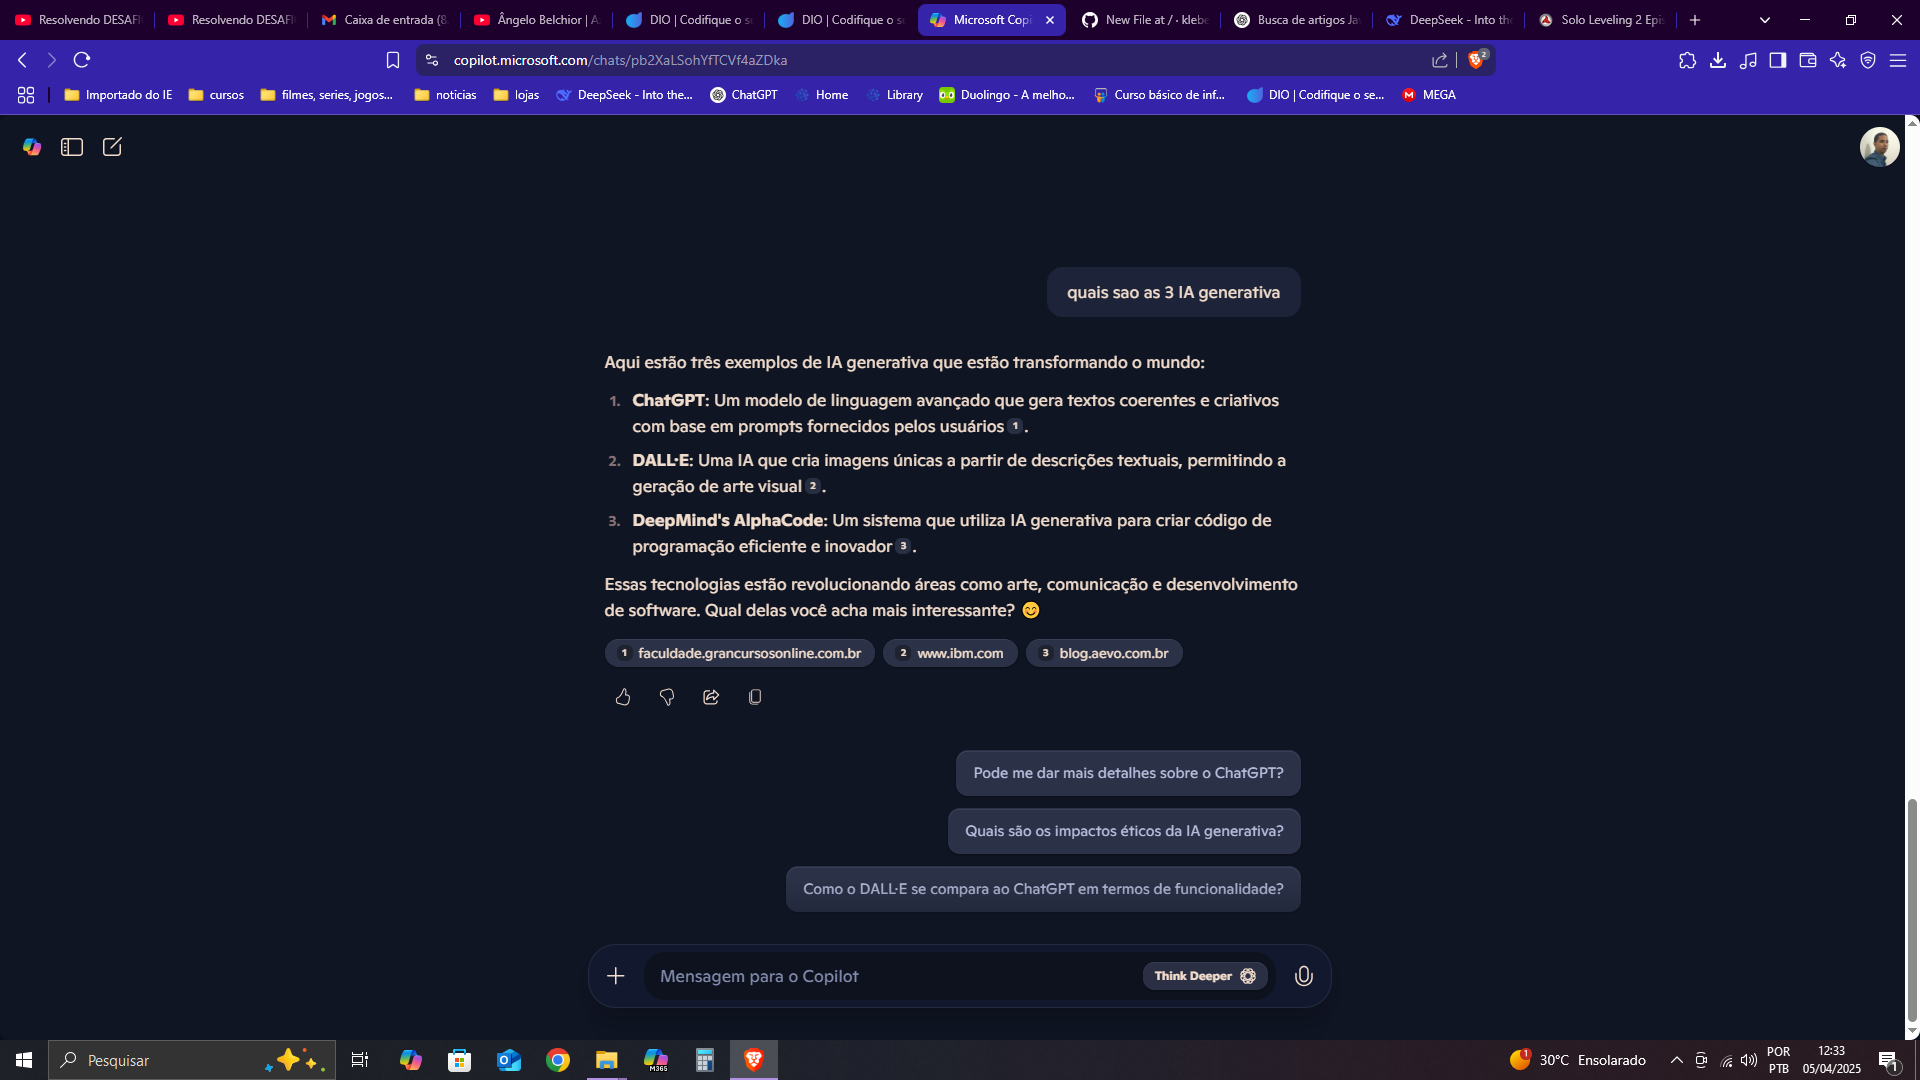 Resolvendo DESAFI
Resolvendo DESAFI
Caixa de entrada (8
Ângelo Belchior | A
DIO | Codifique o se
DIO | Codifique o se
Microsoft Copi
New File at / · klebe
Busca de artigos Ja
DeepSeek - Into the
Solo Leveling 2 Epis
copilot.microsoft.com/chats/pb2XaLSohYfTCVf4aZDka
2
Importado do IE
cursos
filmes, series, jogos...
noticias
lojas
DeepSeek - Into the...
ChatGPT
Home
Library
Duolingo - A melho...
Curso básico de inf...
DIO | Codifique o se...
MEGA
quais sao as 3 IA generativa
Aqui estão três exemplos de IA generativa que estão transformando o mundo:
1. ChatGPT: Um modelo de linguagem avançado que gera textos coerentes e criativos
com base em prompts fornecidos pelos usuários 1 .
2. DALL·E: Uma IA que cria imagens únicas a partir de descrições textuais, permitindo a
geração de arte visual 2 .
3. DeepMind's AlphaCode: Um sistema que utiliza IA generativa para criar código de
programação eficiente e inovador 3 .
Essas tecnologias estão revolucionando áreas como arte, comunicação e desenvolvimento
de software. Qual delas você acha mais interessante? 😊
1 faculdade.grancursosonline.com.br
2 www.ibm.com
3 blog.aevo.com.br
Pode me dar mais detalhes sobre o ChatGPT?
Quais são os impactos éticos da IA generativa?
Como o DALL·E se compara ao ChatGPT em termos de funcionalidade?
Mensagem para o Copilot
Think Deeper
Pesquisar
M365
1
30°C Ensolarado
POR
PTB
12:33
05/04/2025
1